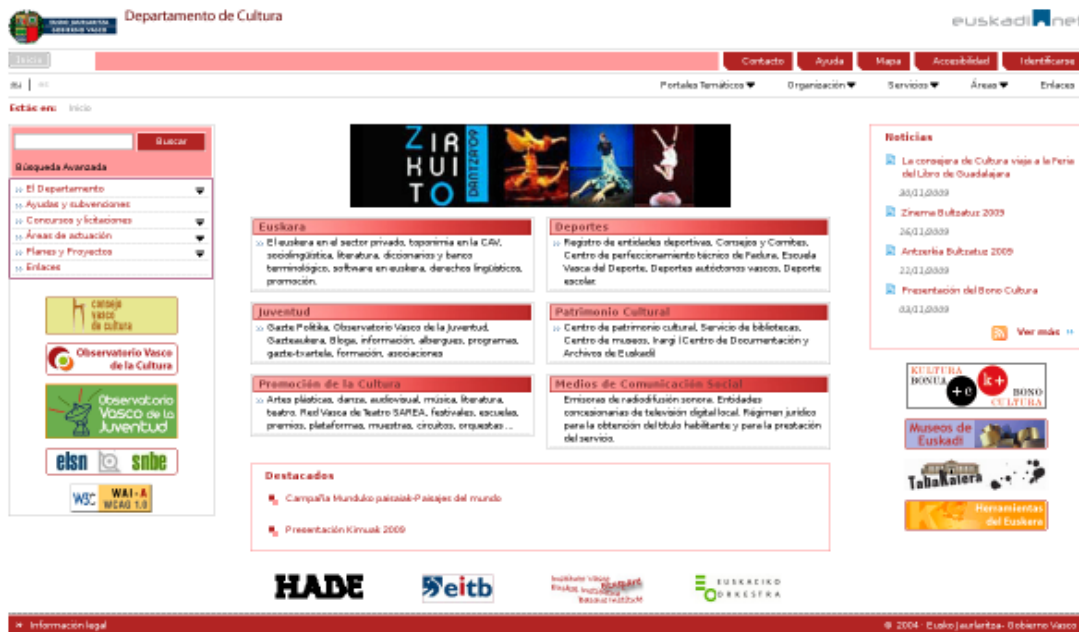 EUSKO JAURLARITZA
GOBIERNO VASCO
Departamento de Cultura
euskadi net
Inicio
Contacto
Ayuda
Mapa
Accesibilidad
Identificarse
eu | es
Portales Temáticos
Organización
Servicios
Áreas
Enlaces
Estás en: Inicio
Buscar
Búsqueda Avanzada
El Departamento
Ayudas y subvenciones
Concursos y licitaciones
Áreas de actuación
Planes y Proyectos
Enlaces
consejo
vasco
de cultura
Observatorio Vasco
de la Cultura
Observatorio
Vasco de la
Juventud
elsn snbe
W3C WAI-A
WCAG 1.0
ZIR
KUI
TO
DANTZA'09
Euskara
El euskera en el sector privado, toponimia en la CAV,
sociolingüística, literatura, diccionarios y banco
terminológico, software en euskera, derechos lingüísticos,
promoción.
Deportes
Registro de entidades deportivas, Consejos y Comites,
Centro de perfeccionamiento técnico de Fadura, Escuela
Vasca del Deporte, Deportes autóctonos vascos, Deporte
escolar.
Juventud
Gazte Politika, Observatorio Vasco de la Juventud,
Gazteaukera, Bloga, información, albergues, programas,
gazte-txartela, formación, asociaciones
Patrimonio Cultural
Centro de patrimonio cultural, Servicio de bibliotecas,
Centro de museos, Irargi (Centro de Documentación y
Archivos de Euskadi)
Promoción de la Cultura
Artes plásticas, danza, audiovisual, música, literatura,
teatro. Red Vasca de Teatro SAREA, festivales, escuelas,
premios, plataformas, muestras, circuitos, orquestas ...
Medios de Comunicación Social
Emisoras de radiodifusión sonora. Entidades
concesionarias de televisión digital local. Régimen jurídico
para la obtención del título habilitante y para la prestación
del servicio.
Destacados
Campaña Munduko paisaiak-Paisajes del mundo
Presentación Kimuak 2009
Noticias
La consejera de Cultura viaja a la Feria
del Libro de Guadalajara
30/11/2009
Zinema Bultzatuz 2009
26/11/2009
Antzerkia Bultzatuz 2009
22/11/2009
Presentación del Bono Cultura
03/11/2009
Ver más
KULTURA
BONUA
+e k+
BONO
CULTURA
Museos de
Euskadi
Tabakalera
Herramientas
del Euskera
HADE
eitb
EUSKADIKO
ORKESTRA
Información legal
© 2004 - Eusko Jaurlaritza - Gobierno Vasco